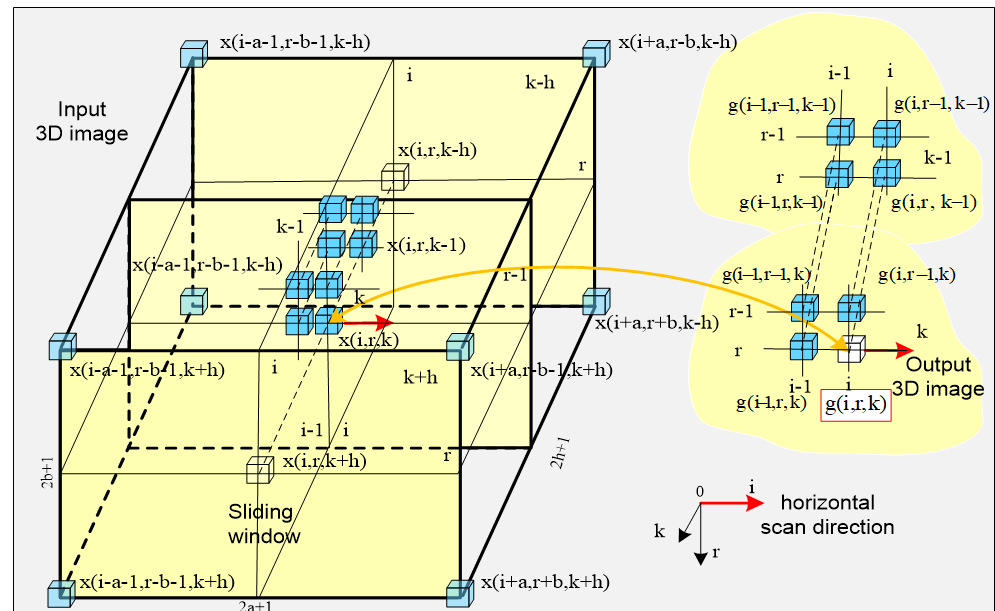 x(i-a-1,r-b-1,k-h)
x(i+a,r-b,k-h)
i
k-h
Input
3D image
x(i,r,k-h)
r
k-1
x(i,r,k-1)
x(i-a-1,r-b-1,k-h)
r-1
k
x(i+a,r+b,k-h)
x(i,r,k)
x(i-a-1,r-b-1,k+h)
i
k+h
x(i+a,r-b-1,k+h)
i-1
i
x(i,r,k+h)
r
2b+1
2h+1
Sliding
window
x(i-a-1,r-b-1,k+h)
2a+1
x(i+a,r+b,k+h)
i-1
i
g(i–1,r–1,k–1)
g(i,r–1,k–1)
r-1
k-1
r
g(i–1,r,k–1)
g(i,r, k–1)
g(i–1,r–1,k)
g(i,r–1,k)
r-1
k
r
Output
3D image
i-1
i
g(i–1,r,k)
g(i,r,k)
0
i
k
r
horizontal
scan direction